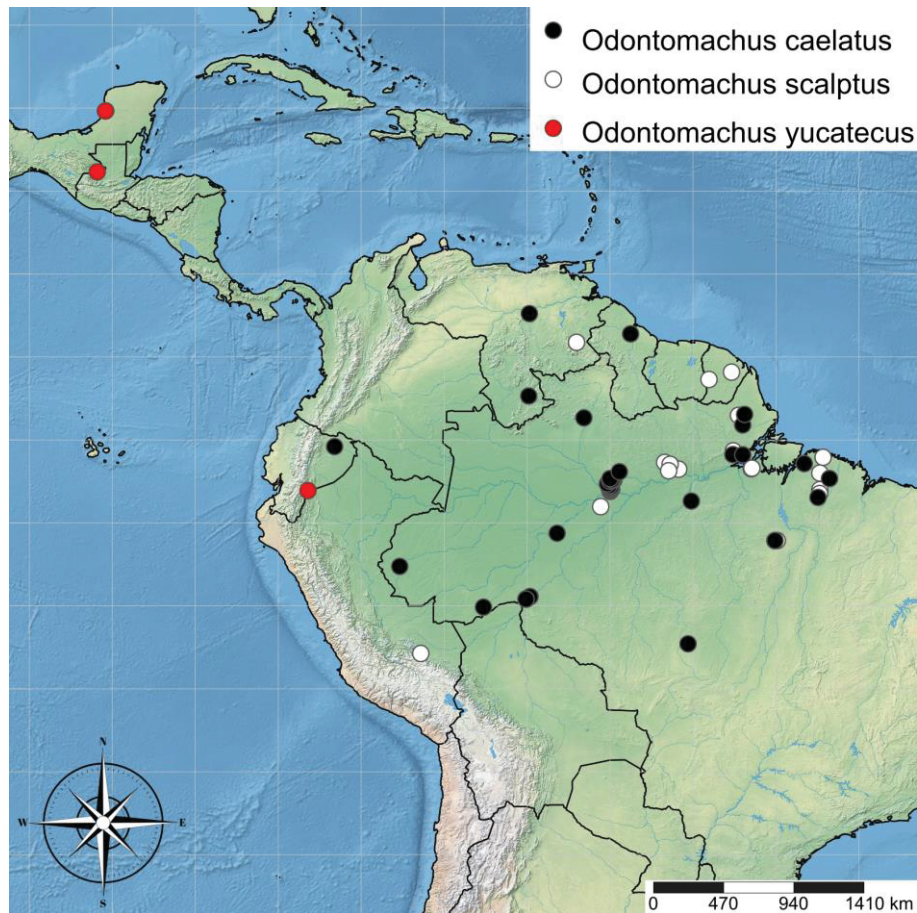 Odontomachus caelatus
Odontomachus scalptus
Odontomachus yucatecus
N
W E
S
0 470 940 1410 km